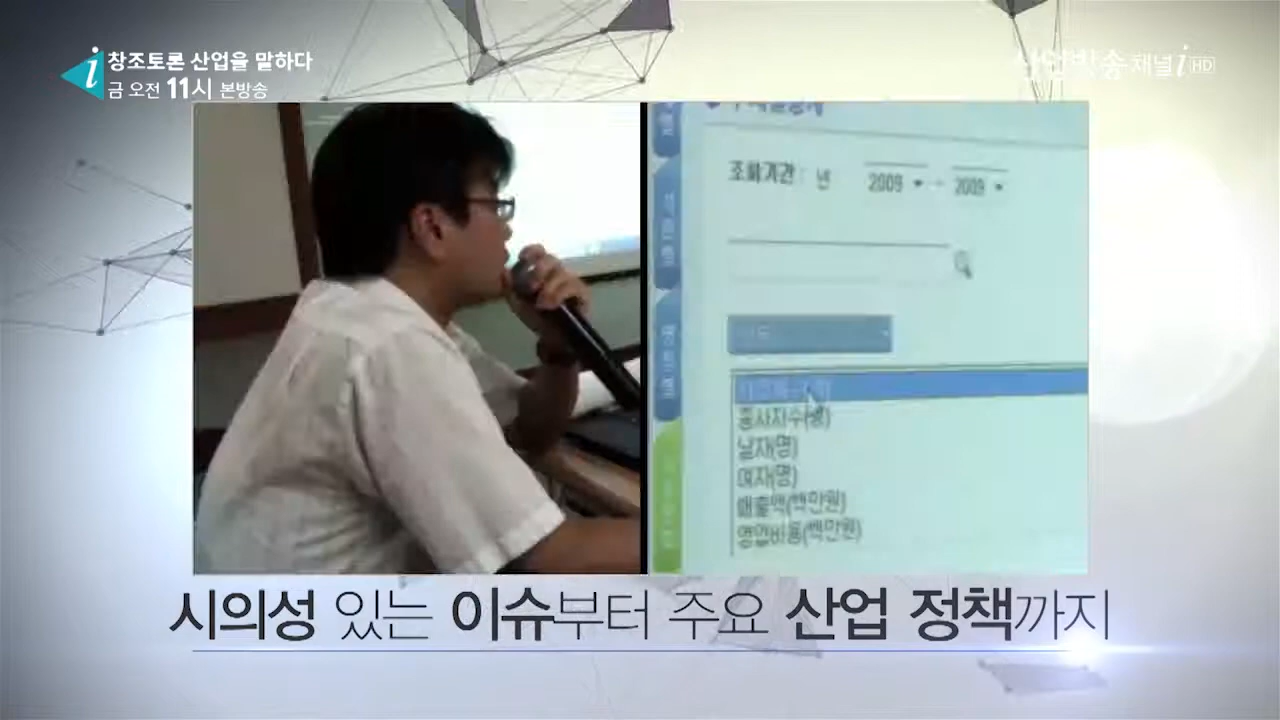 창조토론 산업을 말하다
금 오전 11시 본방송
산업방송 채널i HD
조회기간 : 년 2009 ~ 2009
종사자수(명)
남자(명)
여자(명)
매출액(백만원)
영업비용(백만원)
시의성 있는 이슈부터 주요 산업 정책까지